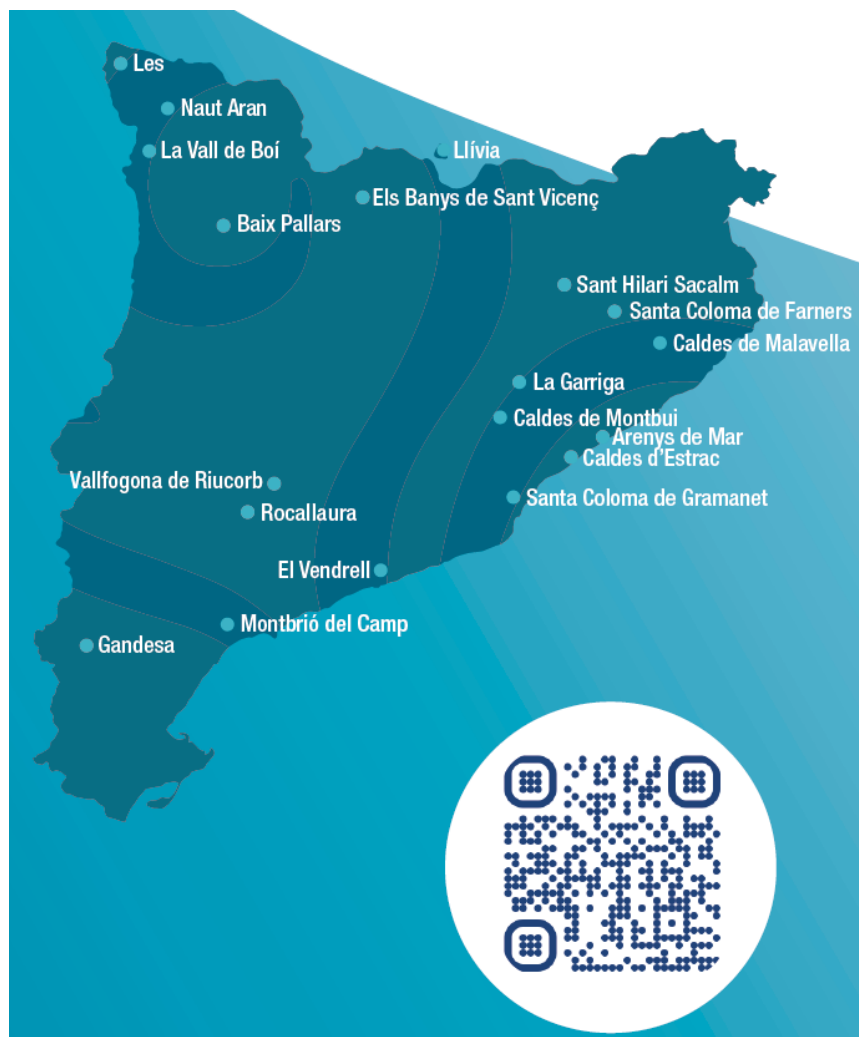 Les
Naut Aran
La Vall de Boí
Llívia
Els Banys de Sant Vicenç
Baix Pallars
Sant Hilari Sacalm
Santa Coloma de Farners
Caldes de Malavella
La Garriga
Caldes de Montbui
Arenys de Mar
Caldes d'Estrac
Vallfogona de Riucorb
Santa Coloma de Gramanet
Rocallaura
El Vendrell
Montbrió del Camp
Gandesa